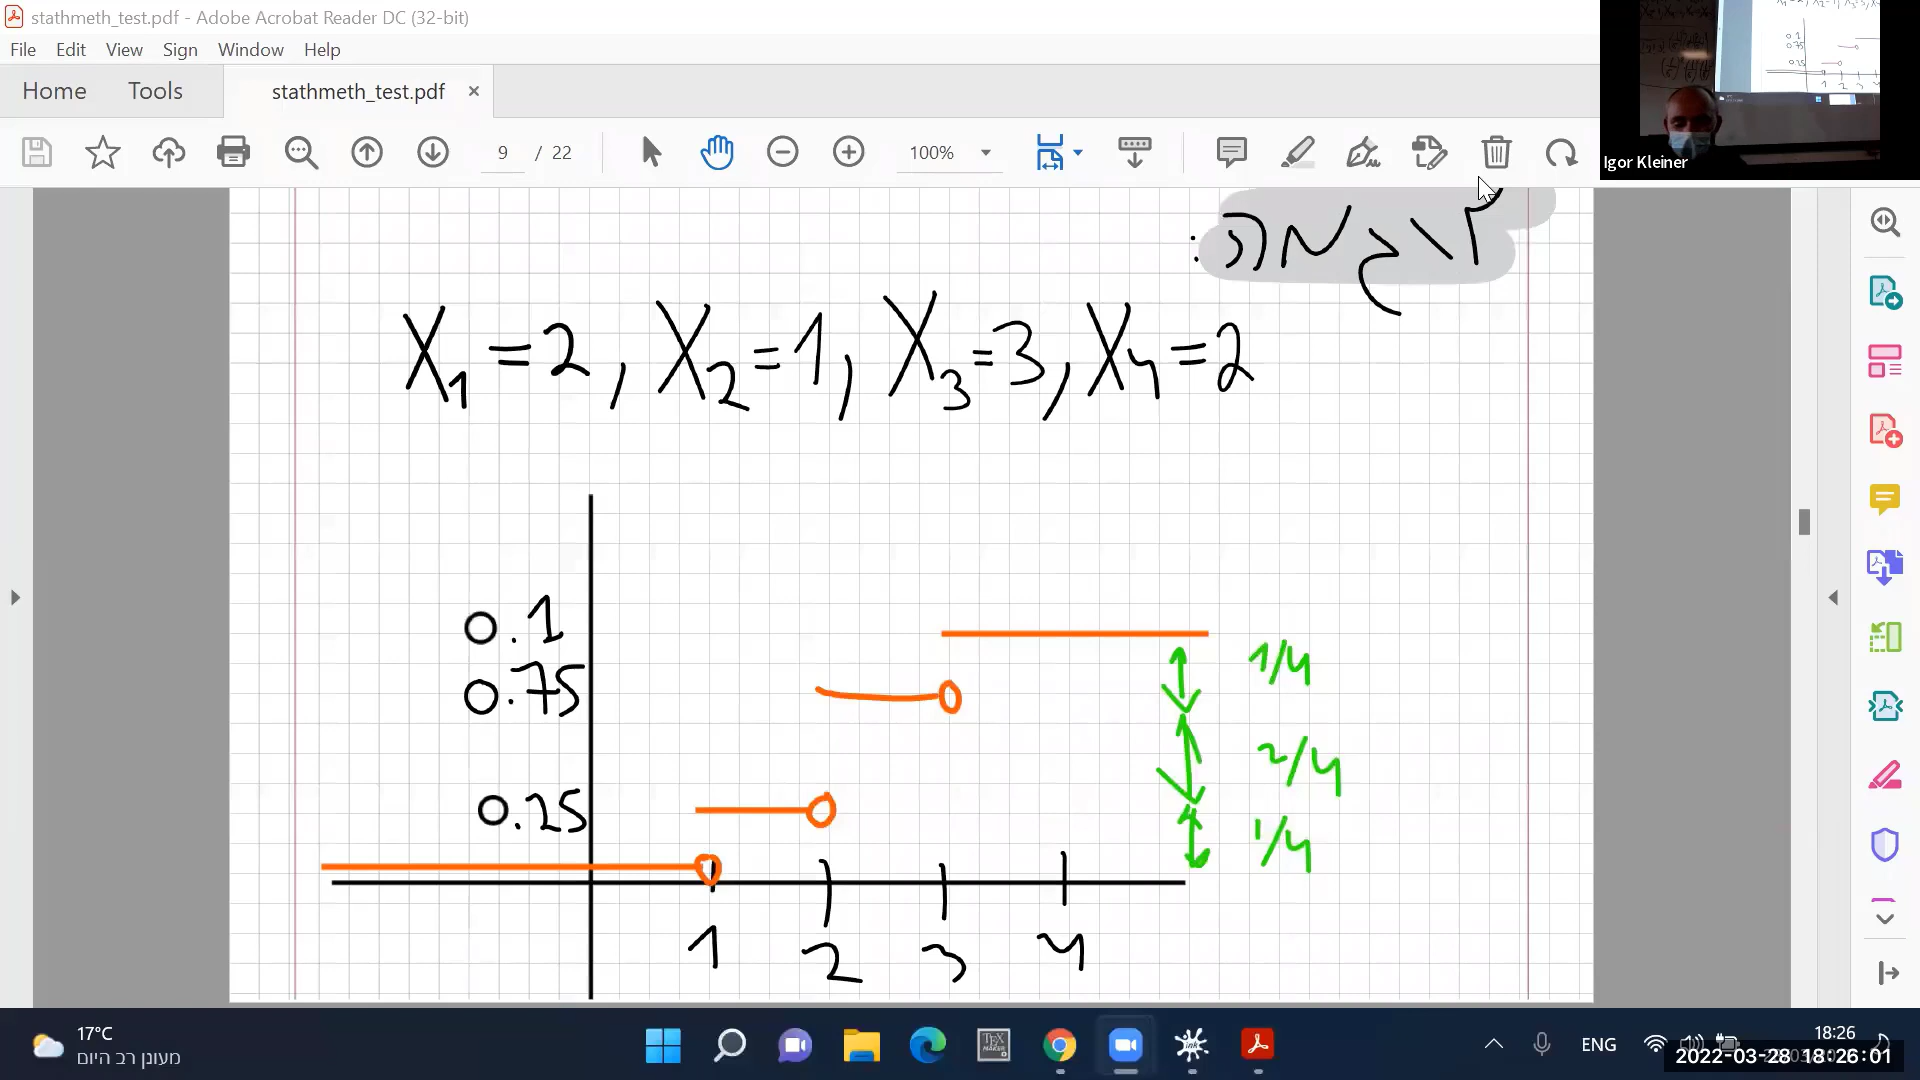 stathmeth_test.pdf - Adobe Acrobat Reader DC (32-bit)
File Edit View Sign Window Help
Home Tools stathmeth_test.pdf ×
9 / 22 100%
Igor Kleiner
דוגמא:
X₁ = 2, X₂ = 1, X₃ = 3, X₄ = 2
0.1
0.75
0.25
1/4
2/4
1/4
1 2 3 4
17°C
מעונן רב היום
ENG
18:26
2022-03-28 18:26:01